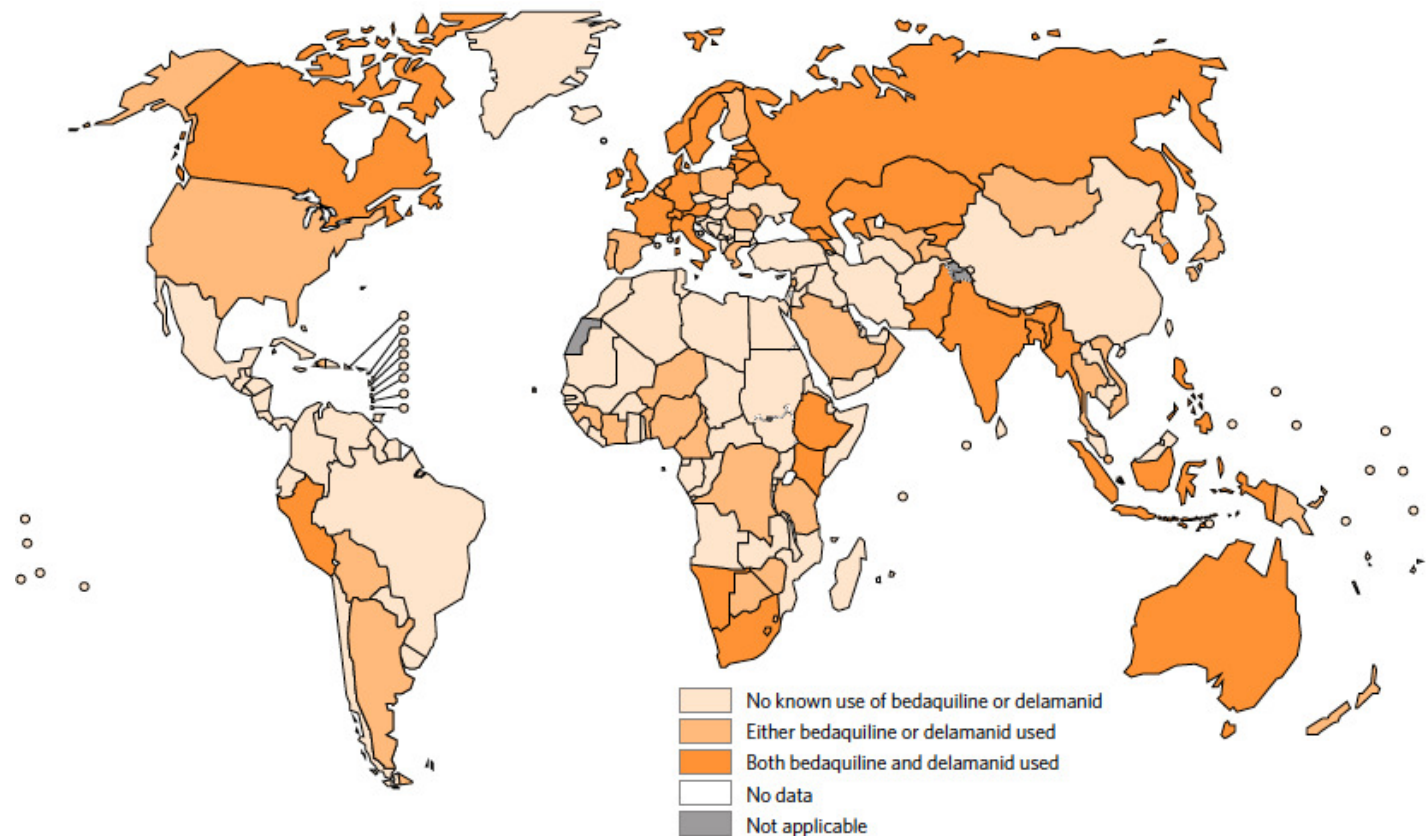 No known use of bedaquiline or delamanid
Either bedaquiline or delamanid used
Both bedaquiline and delamanid used
No data
Not applicable